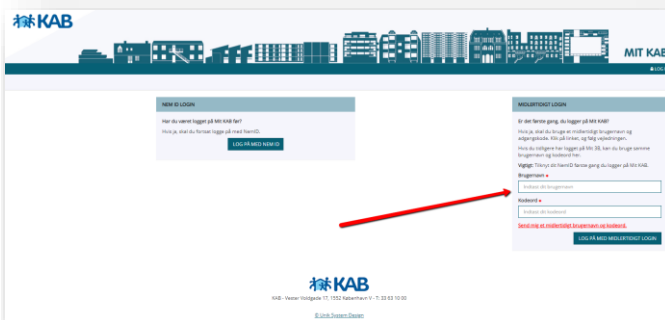 KAB
MIT KAB
LOG
NEM ID LOGIN
Har du været logget på Mit KAB før?
Hvis ja, skal du fortsat logge på med NemID.
LOG PÅ MED NEM ID
MIDLERTIDIGT LOGIN
Er det første gang, du logger på Mit KAB?
Hvis ja, skal du bruge et midlertidigt brugernavn og
adgangskode. Klik på linket, og følg vejledningen.
Hvis du tidligere har logget på Mit 3B, kan du bruge samme
brugernavn og kodeord her.
Vigtigt: Tilknyt dit NemID første gang du logger på Mit KAB.
Brugernavn
Indtast dit brugernavn
Kodeord
Indtast dit kodeord
Send mig et midlertidigt brugernavn og kodeord.
LOG PÅ MED MIDLERTIDIGT LOGIN
KAB
KAB - Vester Voldgade 17, 1552 København V - T: 33 63 10 00
© Unik System Design